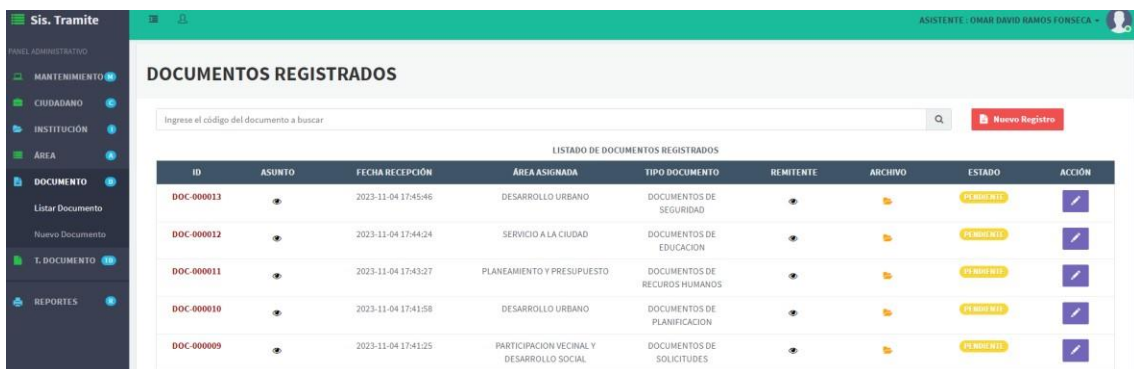 Sis. Tramite
ASISTENTE : OMAR DAVID RAMOS FONSECA
PANEL ADMINISTRATIVO
MANTENIMIENTO M
CIUDADANO C
INSTITUCIÓN I
ÁREA A
DOCUMENTO D
Listar Documento
Nuevo Documento
T. DOCUMENTO
REPORTES R
DOCUMENTOS REGISTRADOS
Ingrese el código del documento a buscar
Nuevo Registro
LISTADO DE DOCUMENTOS REGISTRADOS
ID ASUNTO FECHA RECEPCIÓN ÁREA ASIGNADA TIPO DOCUMENTO REMITENTE ARCHIVO ESTADO ACCIÓN
DOC-000013 2023-11-04 17:45:46 DESARROLLO URBANO DOCUMENTOS DE PENDIENTE
SEGURIDAD
DOC-000012 2023-11-04 17:44:24 SERVICIO A LA CIUDAD DOCUMENTOS DE PENDIENTE
EDUCACION
DOC-000011 2023-11-04 17:43:27 PLANEAMIENTO Y PRESUPUESTO DOCUMENTOS DE PENDIENTE
RECUROS HUMANOS
DOC-000010 2023-11-04 17:41:58 DESARROLLO URBANO DOCUMENTOS DE PENDIENTE
PLANIFICACION
DOC-000009 2023-11-04 17:41:25 PARTICIPACION VECINAL Y DOCUMENTOS DE PENDIENTE
DESARROLLO SOCIAL SOLICITUDES